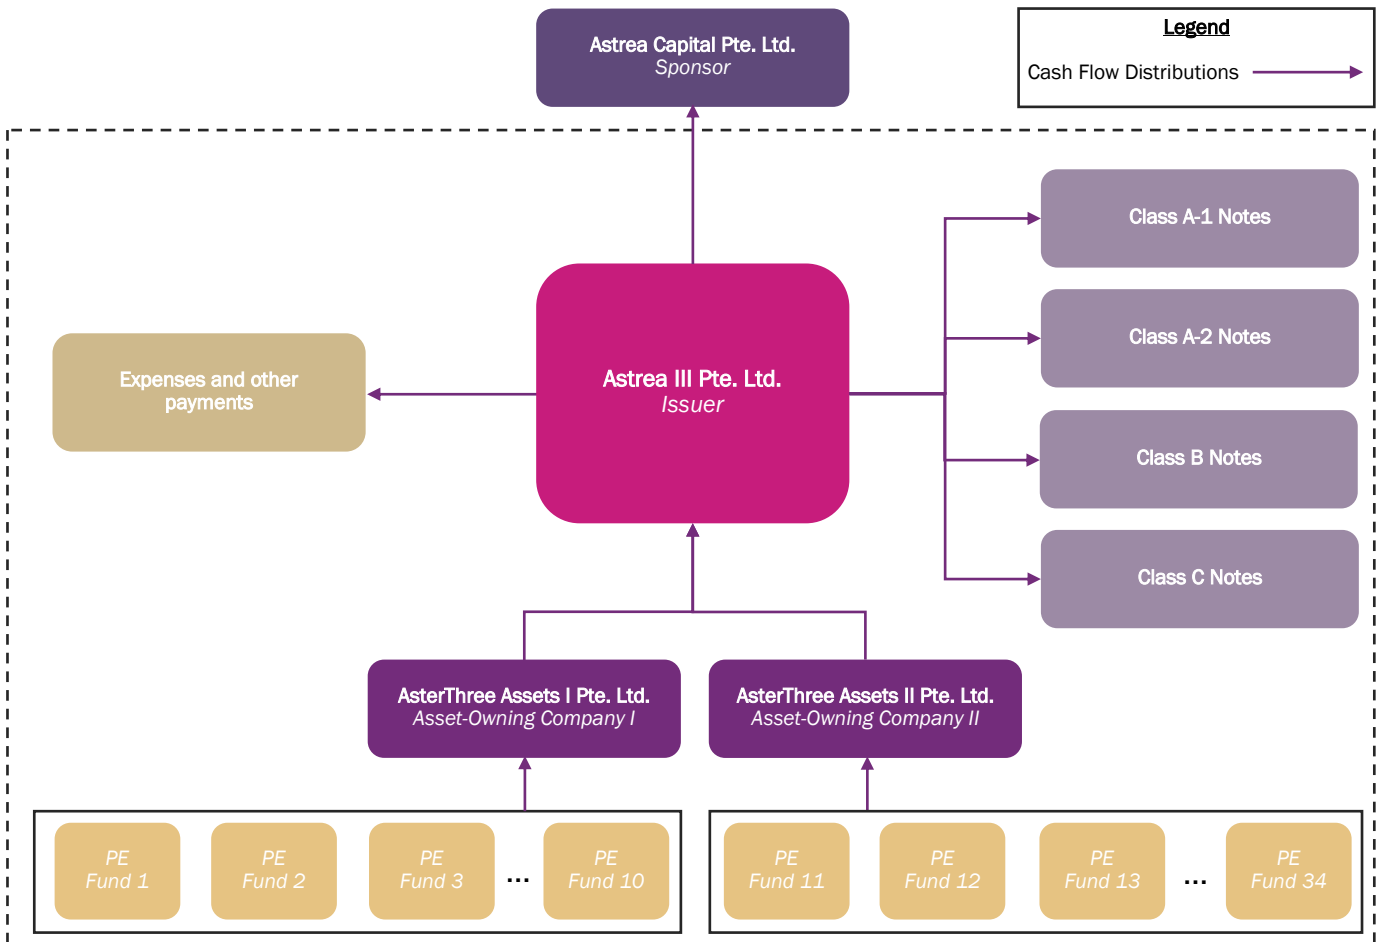 Astrea Capital Pte. Ltd.
Sponsor
Legend
Cash Flow Distributions
Class A-1 Notes
Class A-2 Notes
Expenses and other
payments
Astrea III Pte. Ltd.
Issuer
Class B Notes
Class C Notes
AsterThree Assets I Pte. Ltd.
Asset-Owning Company I
AsterThree Assets II Pte. Ltd.
Asset-Owning Company II
PE
Fund 1
PE
Fund 2
PE
Fund 3
...
PE
Fund 10
PE
Fund 11
PE
Fund 12
PE
Fund 13
...
PE
Fund 34